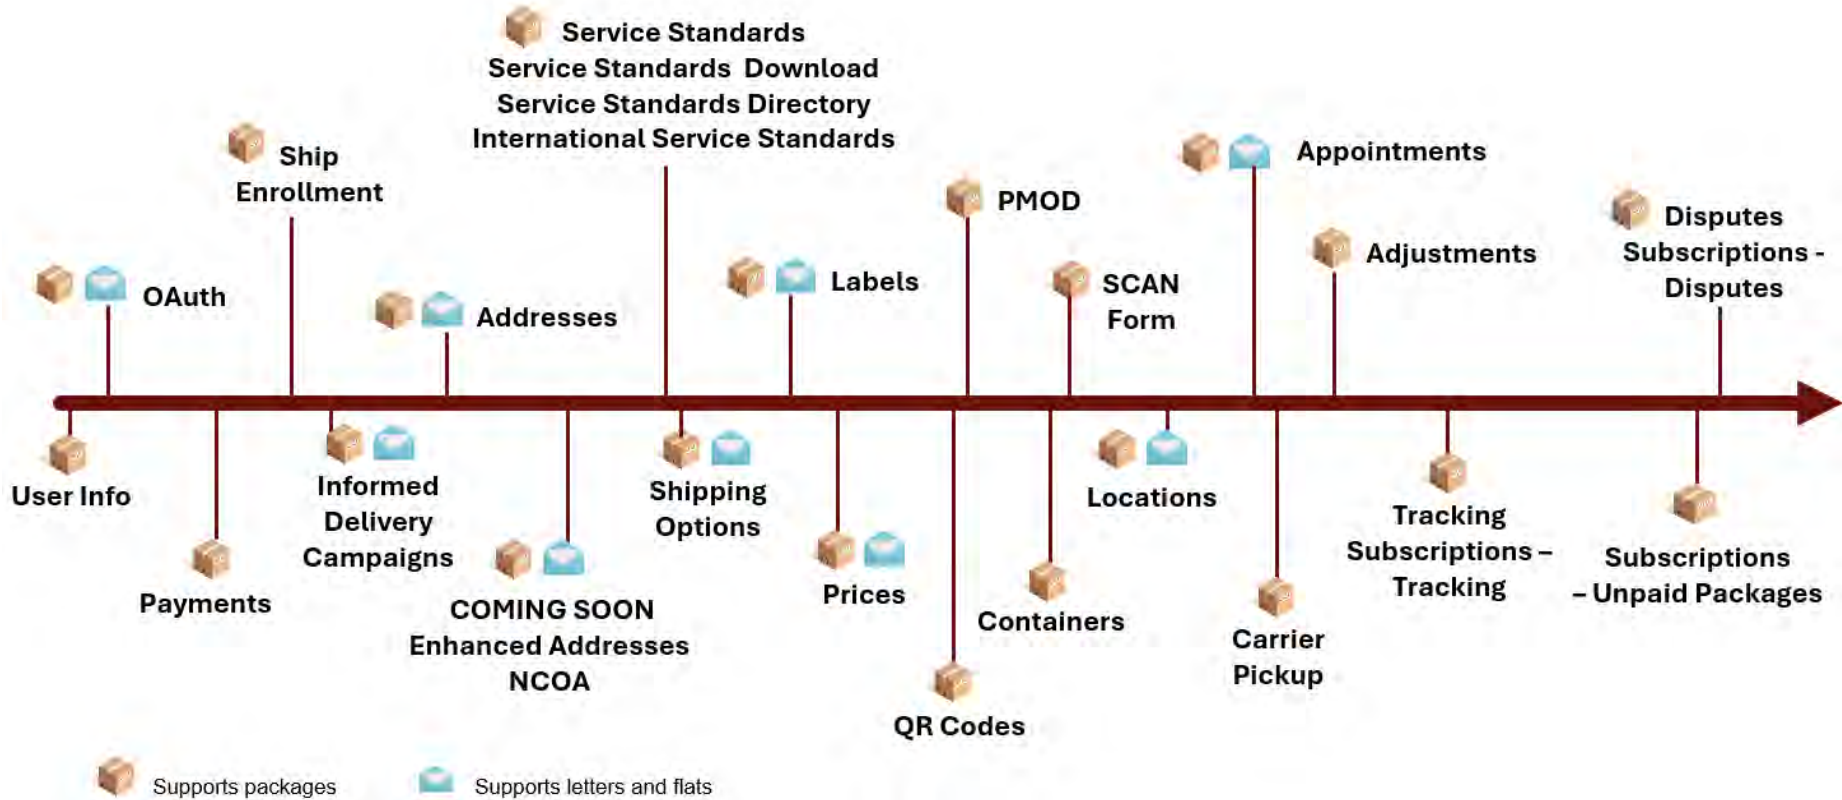 Service Standards
Service Standards Download
Service Standards Directory
International Service Standards
Ship
Enrollment
Appointments
PMOD
Disputes
Subscriptions -
Disputes
Adjustments
OAuth
Addresses
Labels
SCAN
Form
User Info
Payments
Informed
Delivery
Campaigns
COMING SOON
Enhanced Addresses
NCOA
Shipping
Options
Prices
QR Codes
Containers
Locations
Carrier
Pickup
Tracking
Subscriptions –
Tracking
Subscriptions
– Unpaid Packages
Supports packages
Supports letters and flats